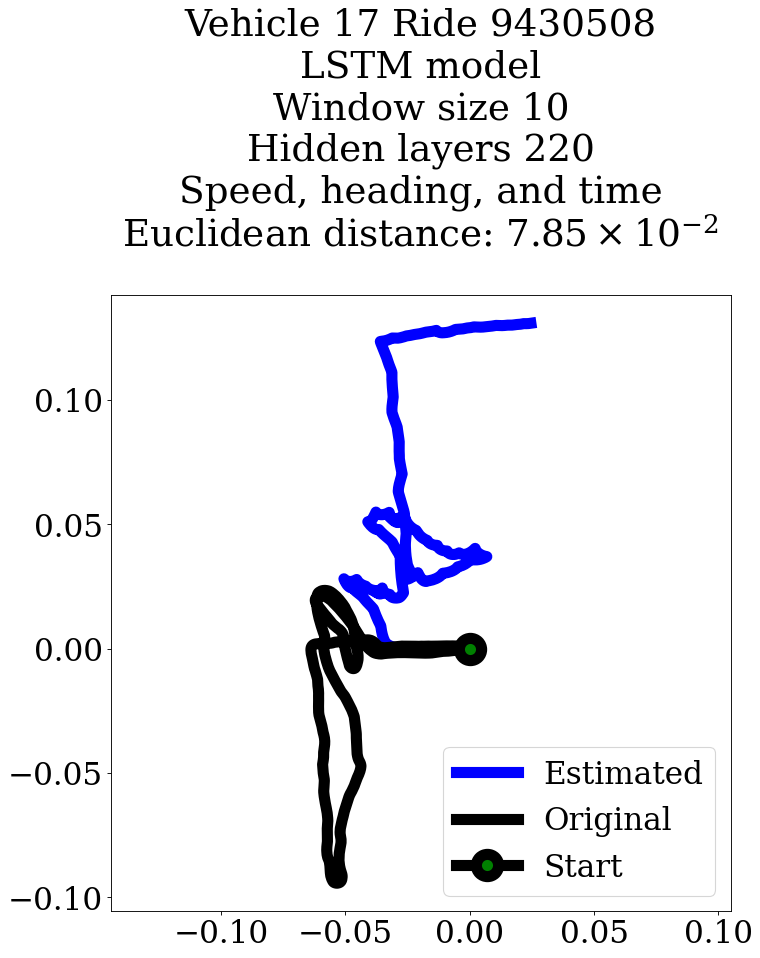 Vehicle 17 Ride 9430508
LSTM model
Window size 10
Hidden layers 220
Speed, heading, and time
Euclidean distance: 7.85 × 10⁻²
0.10
0.05
0.00
−0.05
−0.10
Estimated
Original
Start
−0.10 −0.05 0.00 0.05 0.10